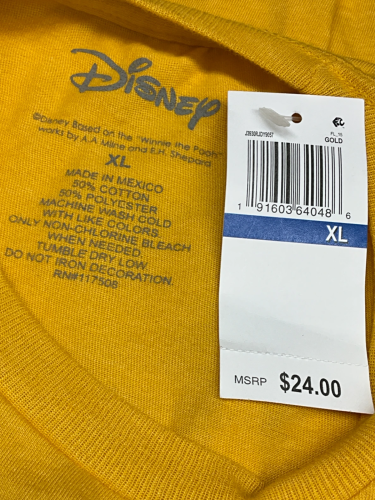 Disney
©Disney Based on the "Winnie the Pooh"
works by A.A. Milne and E.H. Shepard
XL
MADE IN MEXICO
50% COTTON
50% POLYESTER
MACHINE WASH COLD
WITH LIKE COLORS.
ONLY NON-CHLORINE BLEACH
WHEN NEEDED.
TUMBLE DRY LOW.
DO NOT IRON DECORATION.
RN#117508
GOLD
1 91603 64048 6
XL
MSRP $24.00